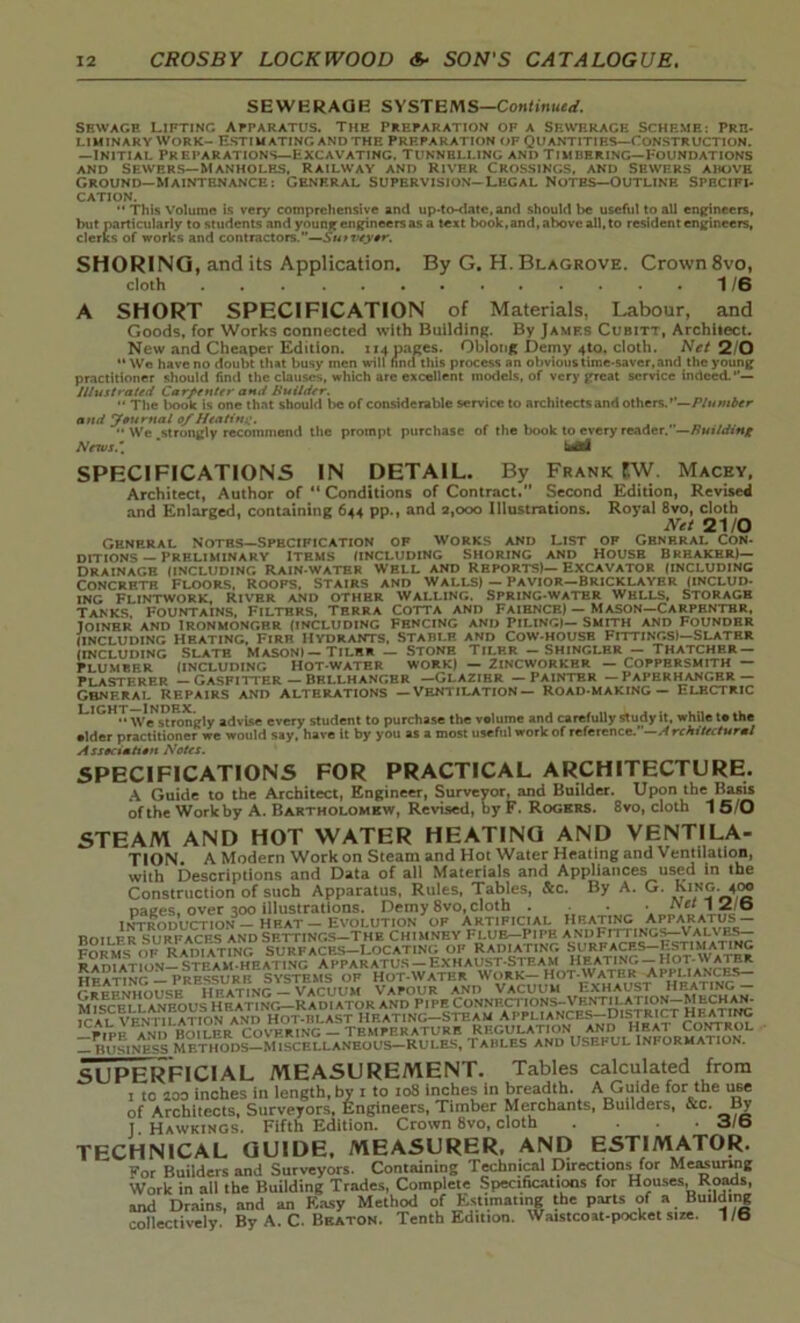 12 CROSBY LOCKWOOD & SON'S CATALOGUE.
SEWERAGE SYSTEMS—Continued.
SEWAGE LIFTING APPARATUS. THE PREPARATION OF A SEWERAGE SCHEME: PRE-
LIMINARY WORK—ESTIMATING AND THE PREPARATION OF QUANTITIES—CONSTRUCTION.
—INITIAL PREPARATIONS—EXCAVATING, TUNNELLING AND TIMBERING—FOUNDATIONS
AND SEWERS—MANHOLES, RAILWAY AND RIVER CROSSINGS, AND SEWERS ABOVE
GROUND—MAINTENANCE: GENERAL SUPERVISION—LEGAL NOTES—OUTLINE SPECIFI-
CATION.
"This Volume is very comprehensive and up-to-date, and should be useful to all engineers,
but particularly to students and young engineers as a text book, and, above all, to resident engineers,
clerks of works and contractors."—Surveyor.
SHORING, and its Application. By G. H. BLAGROVE. Crown 8vo,
cloth . . . . . . . . . . . . . 1/6
A SHORT SPECIFICATION of Materials, Labour, and
Goods, for Works connected with Building. By JAMES CUBITT, Architect.
New and Cheaper Edition. 114 pages. Oblong Demy 4to, cloth. Net 2/0
"We have no doubt that busy men will find this process an obvious time-saver, and the young
practitioner should find the clauses, which are excellent models, of very great service indeed."—
Illustrated Carpenter and Builder.
"The book is one that should be of considerable service to architects and others."—Plumber
and Journal of Heating.
"We strongly recommend the prompt purchase of the book to every reader."—Building
News.
SPECIFICATIONS IN DETAIL. By FRANK W. MACEY,
Architect, Author of "Conditions of Contract." Second Edition, Revised
and Enlarged, containing 644 pp., and 2,000 Illustrations. Royal 8vo, cloth
Net 21/0
GENERAL NOTES—SPECIFICATION OF WORKS AND LIST OF GENERAL CON-
DITIONS — PRELIMINARY ITEMS (INCLUDING SHORING AND HOUSE BREAKER)—
DRAINAGE (INCLUDING RAIN-WATER WELL AND REPORTS)—EXCAVATOR (INCLUDING
CONCRETE FLOORS, ROOFS, STAIRS AND WALLS) — PAVIOR—BRICKLAYER (INCLUD-
ING FLINTWORK, RIVER AND OTHER WALLING, SPRING-WATER WELLS, STORAGE
TANKS, FOUNTAINS, FILTERS, TERRA COTTA AND FAIENCE) — MASON—CARPENTER,
JOINER AND IRONMONGER (INCLUDING FENCING AND PILING)— SMITH AND FOUNDER
(INCLUDING HEATING, FIRE HYDRANTS, STABLE AND COW-HOUSE FITTINGS)—SLATER
(INCLUDING SLATE MASON)—TILER — STONE TILER — SHINGLER — THATCHER —
PLUMBER (INCLUDING HOT-WATER WORK) — ZINCWORKER — COPPERSMITH —
PLASTERER — GASFITTER — BELLHANGER — GLAZIER — PAINTER — PAPERHANGER —
GENERAL REPAIRS AND ALTERATIONS — VENTILATION — ROAD-MAKING — ELECTRIC
LIGHT—INDEX.
"We strongly advise every student to purchase the volume and carefully study it, while to the
older practitioner we would say, have it by you as a most useful work of reference."—Architectural
Association Notes.
SPECIFICATIONS FOR PRACTICAL ARCHITECTURE.
A Guide to the Architect, Engineer, Surveyor, and Builder. Upon the Basis
of the Work by A. BARTHOLOMEW, Revised, by F. ROGERS. 8vo, cloth 15/0
STEAM AND HOT WATER HEATING AND VENTILA-
TION. A Modern Work on Steam and Hot Water Heating and Ventilation,
with Descriptions and Data of all Materials and Appliances used in the
Construction of such Apparatus, Rules, Tables, &c. By A. G. KING. 400
pages, over 300 illustrations. Demy 8vo, cloth . . . . Net 12/6
INTRODUCTION — HEAT — EVOLUTION OF ARTIFICIAL HEATING APPARATUS —
BOILER SURFACES AND SETTINGS—THE CHIMNEY FLUE—PIPE AND FITTINGS—VALVES—
FORMS OF RADIATING SURFACES—LOCATING OF RADIATING SURFACES—ESTIMATING
RADIATION—STEAM-HEATING APPARATUS — EXHAUST-STEAM HEATING — HOT-WATER
HEATING — PRESSURE SYSTEMS OF HOT-WATER WORK — HOT-WATER APPLIANCES—
GREENHOUSE HEATING — VACUUM VAPOUR AND VACUUM EXHAUST HEATING —
MISCELLANEOUS HEATING—RADIATOR AND PIPE CONNECTIONS—VENTILATION—MECHAN-
ICAL VENTILATION AND HOT-BLAST HEATING—STEAM APPLIANCES—DISTRICT HEATING
—PIPE AND BOILER COVERING — TEMPERATURE REGULATION AND HEAT CONTROL
— BUSINESS METHODS—MISCELLANEOUS—RULES, TABLES AND USEFUL INFORMATION.
SUPERFICIAL MEASUREMENT. Tables calculated from
1 to 200 inches in length, by 1 to 108 inches in breadth. A Guide for the use
of Architects, Surveyors, Engineers, Timber Merchants, Builders, &c. By
J. HAWKINGS. Fifth Edition. Crown 8vo, cloth . . . . 3/6
TECHNICAL GUIDE, MEASURER, AND ESTIMATOR.
For Builders and Surveyors. Containing Technical Directions for Measuring
Work in all the Building Trades, Complete Specifications for Houses, Roads,
and Drains, and an Easy Method of Estimating the parts of a Building
collectively. By A. C. BEATON. Tenth Edition. Waistcoat-pocket size. 1/6